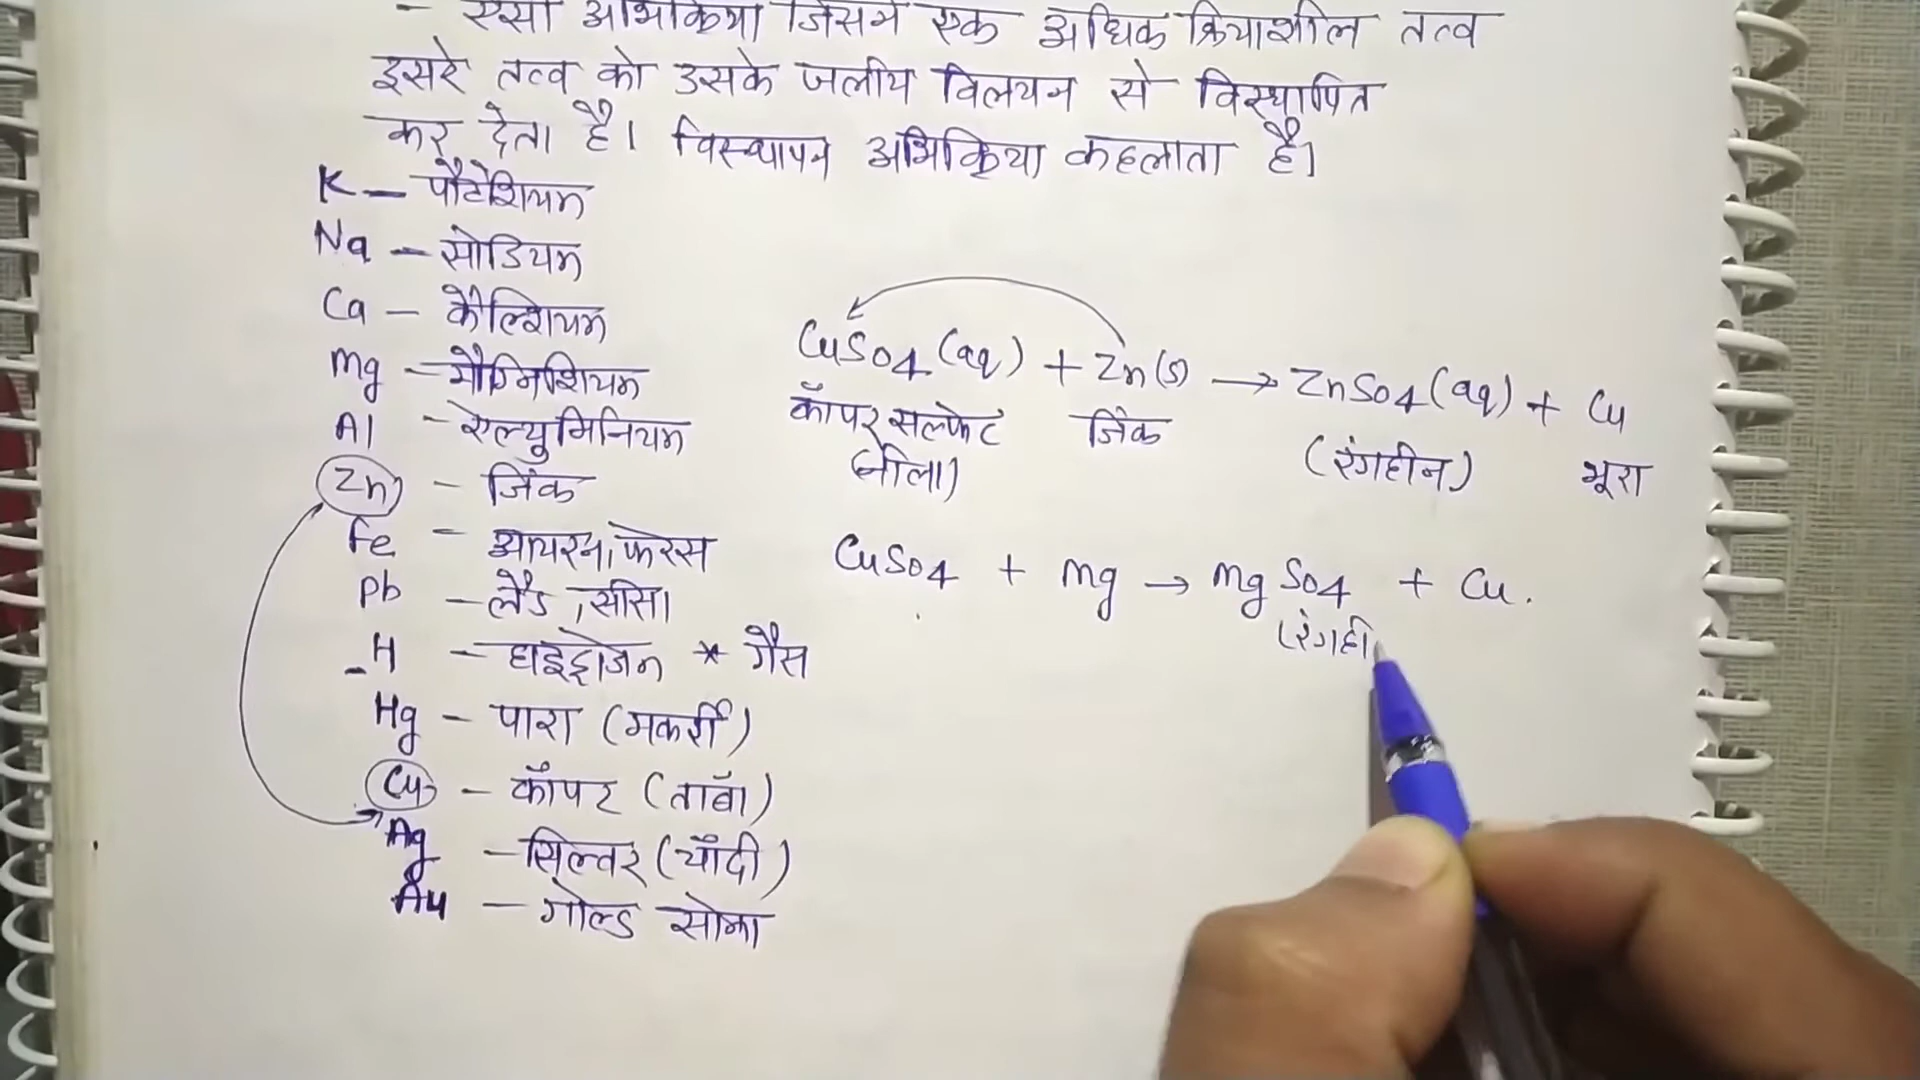 - ऐसी अभिक्रिया जिसमें एक अधिक क्रियाशील तत्व
दुसरे तत्व को उसके जलीय विलयन से विस्थापित
कर देता है। विस्थापन अभिक्रिया कहलाता है।
K - पोटैशियम
Na - सोडियम
Ca - कैल्शियम
Mg - मैग्निशियम
Al - एल्युमिनियम
Zn - जिंक
Fe - आयरन, फेरस
Pb - लैड, सीसा
H - हाइड्रोजन * गैस
Hg - पारा (मर्करी)
Cu - कॉपर (ताँबा)
Ag - सिल्वर (चाँदी)
Au - गोल्ड सोना
CuSO4 (aq) + Zn(s) → ZnSO4 (aq) + Cu
कॉपर सल्फेट जिंक (रंगहीन) भूरा
(नीला)
CuSO4 + Mg → MgSO4 + Cu.
(रंगही